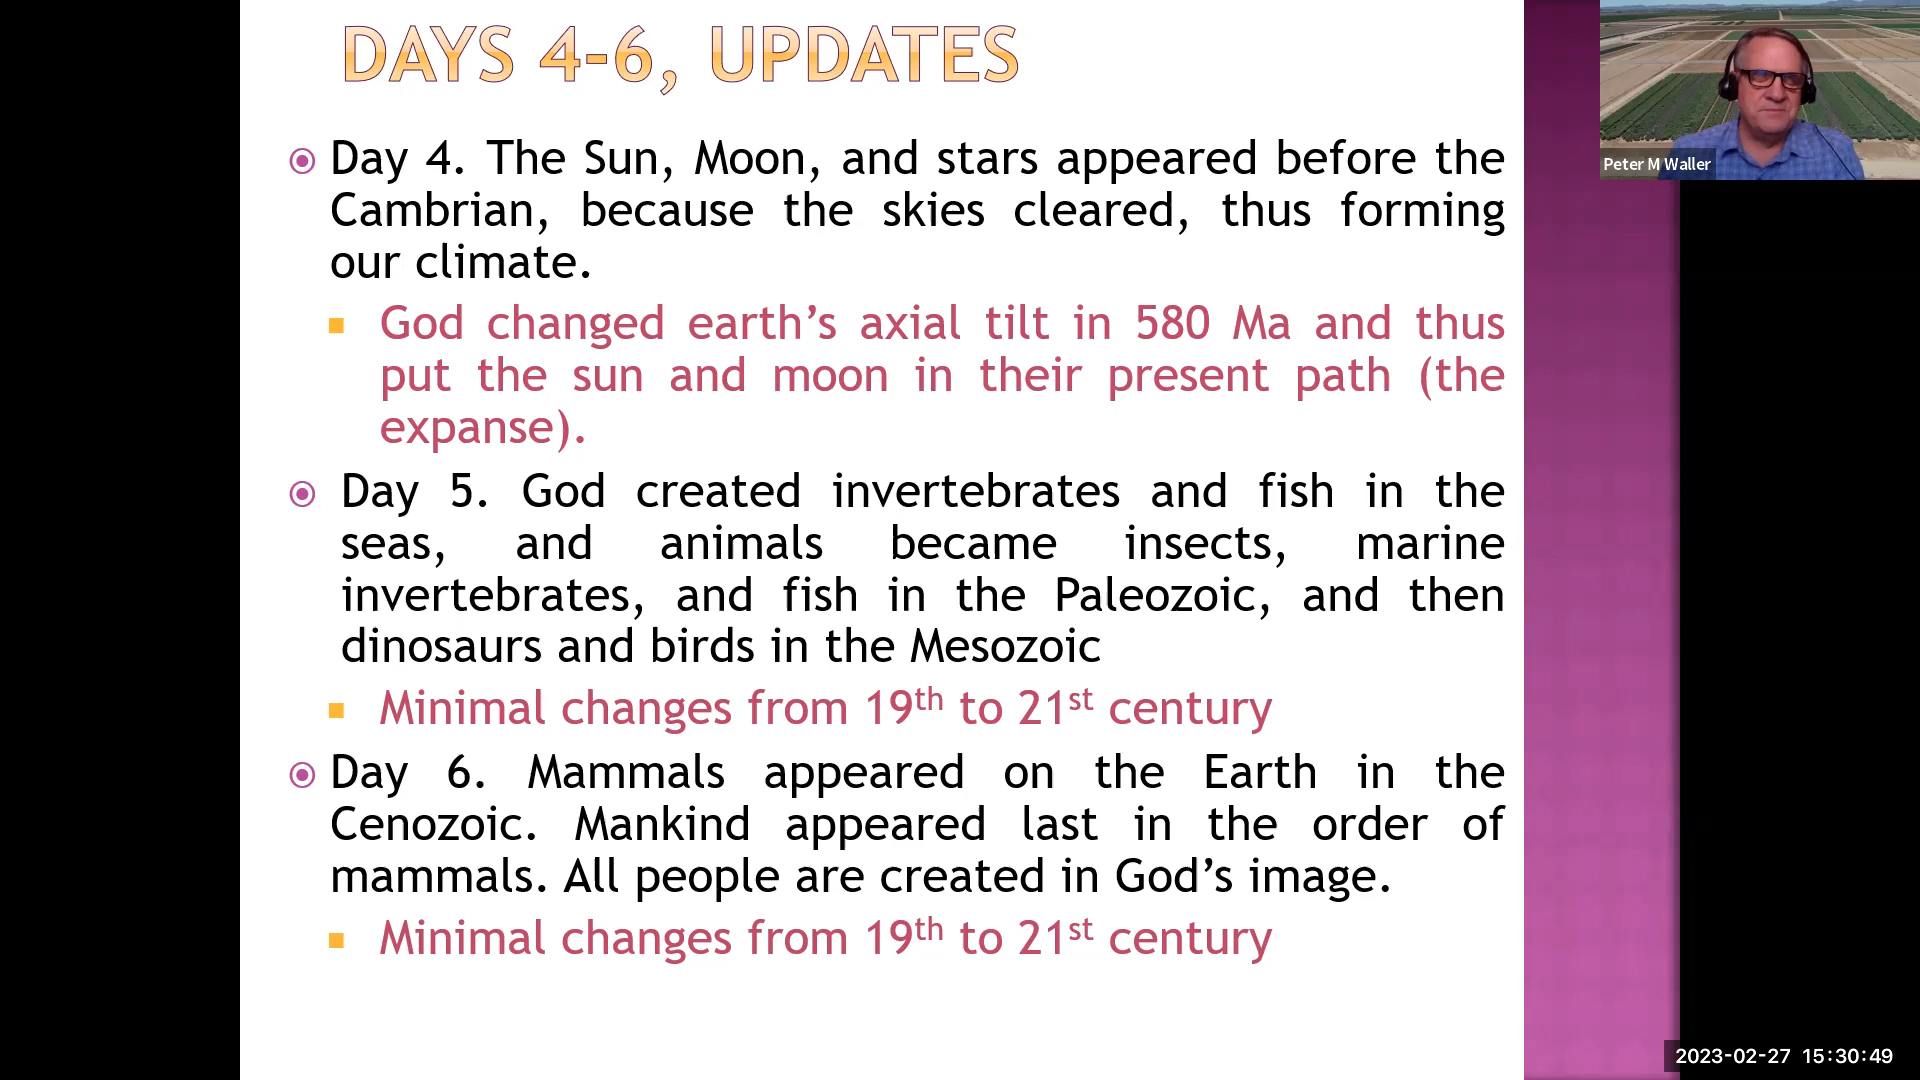 DAYS 4-6, UPDATES
Day 4. The Sun, Moon, and stars appeared before the
Cambrian, because the skies cleared, thus forming
our climate.
God changed earth’s axial tilt in 580 Ma and thus
put the sun and moon in their present path (the
expanse).
Day 5. God created invertebrates and fish in the
seas, and animals became insects, marine
invertebrates, and fish in the Paleozoic, and then
dinosaurs and birds in the Mesozoic
Minimal changes from 19th to 21st century
Day 6. Mammals appeared on the Earth in the
Cenozoic. Mankind appeared last in the order of
mammals. All people are created in God’s image.
Minimal changes from 19th to 21st century
Peter M Waller
2023-02-27 15:30:49